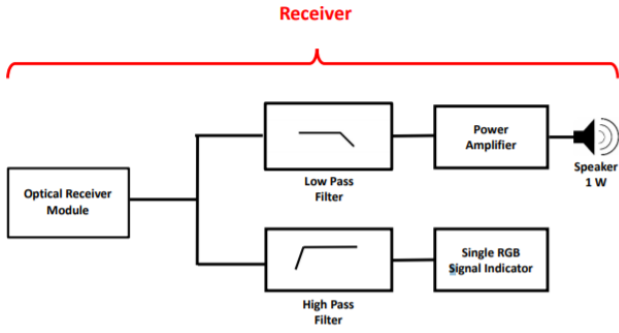 Receiver
Optical Receiver
Module
Low Pass
Filter
Power
Amplifier
Speaker
1 W
High Pass
Filter
Single RGB
Signal Indicator